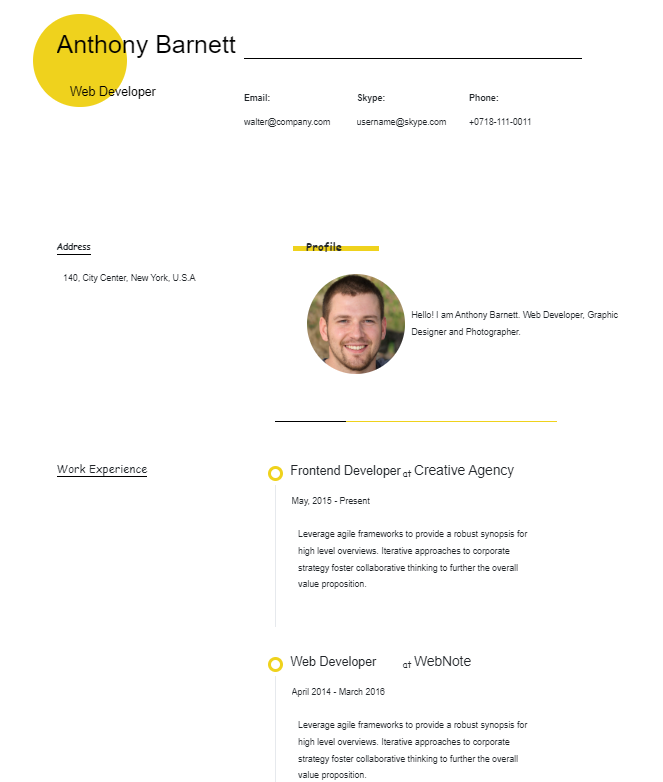 Anthony Barnett
Web Developer
Email: Skype: Phone:
walter@company.com username@skype.com +0718-111-0011
Address
140, City Center, New York, U.S.A
Profile
Hello! I am Anthony Barnett. Web Developer, Graphic
Designer and Photographer.
Work Experience
Frontend Developer at Creative Agency
May, 2015 - Present
Leverage agile frameworks to provide a robust synopsis for
high level overviews. Iterative approaches to corporate
strategy foster collaborative thinking to further the overall
value proposition.
Web Developer at WebNote
April 2014 - March 2016
Leverage agile frameworks to provide a robust synopsis for
high level overviews. Iterative approaches to corporate
strategy foster collaborative thinking to further the overall
value proposition.